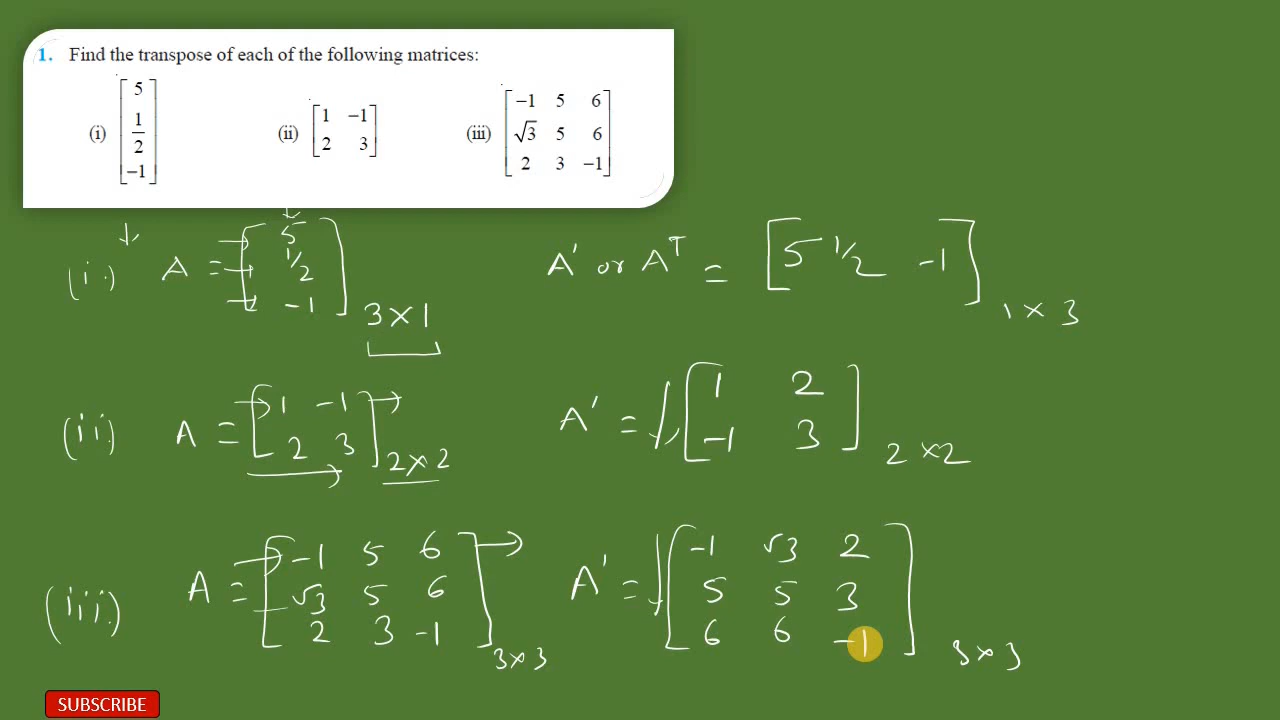 1. Find the transpose of each of the following matrices:
(i) [5 1/2 -1] (ii) [1 -1 2 3] (iii) [-1 5 6 √3 5 6 2 3 -1]
(i) A = [5 1/2 -1] 3×1 A' or Aᵀ = [5 1/2 -1] 1×3
(ii) A = [1 -1 2 3] 2×2 A' = [1 2 -1 3] 2×2
(iii) A = [-1 5 6 √3 5 6 2 3 -1] 3×3 A' = [-1 √3 2 5 5 3 6 6 -1] 3×3
SUBSCRIBE